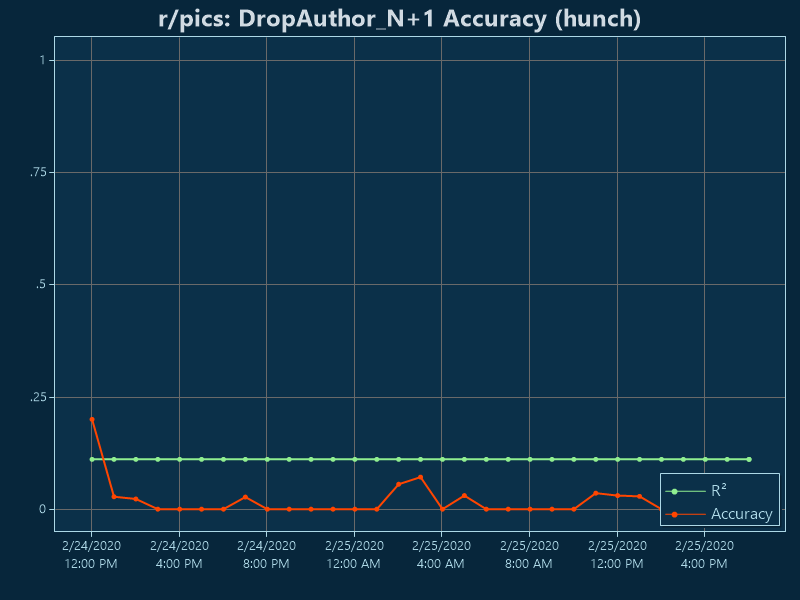 r/pics: DropAuthor_N+1 Accuracy (hunch)
1
.75
.5
.25
0
R²
Accuracy
2/24/2020 2/24/2020 2/24/2020 2/25/2020 2/25/2020 2/25/2020 2/25/2020 2/25/2020
12:00 PM 4:00 PM 8:00 PM 12:00 AM 4:00 AM 8:00 AM 12:00 PM 4:00 PM